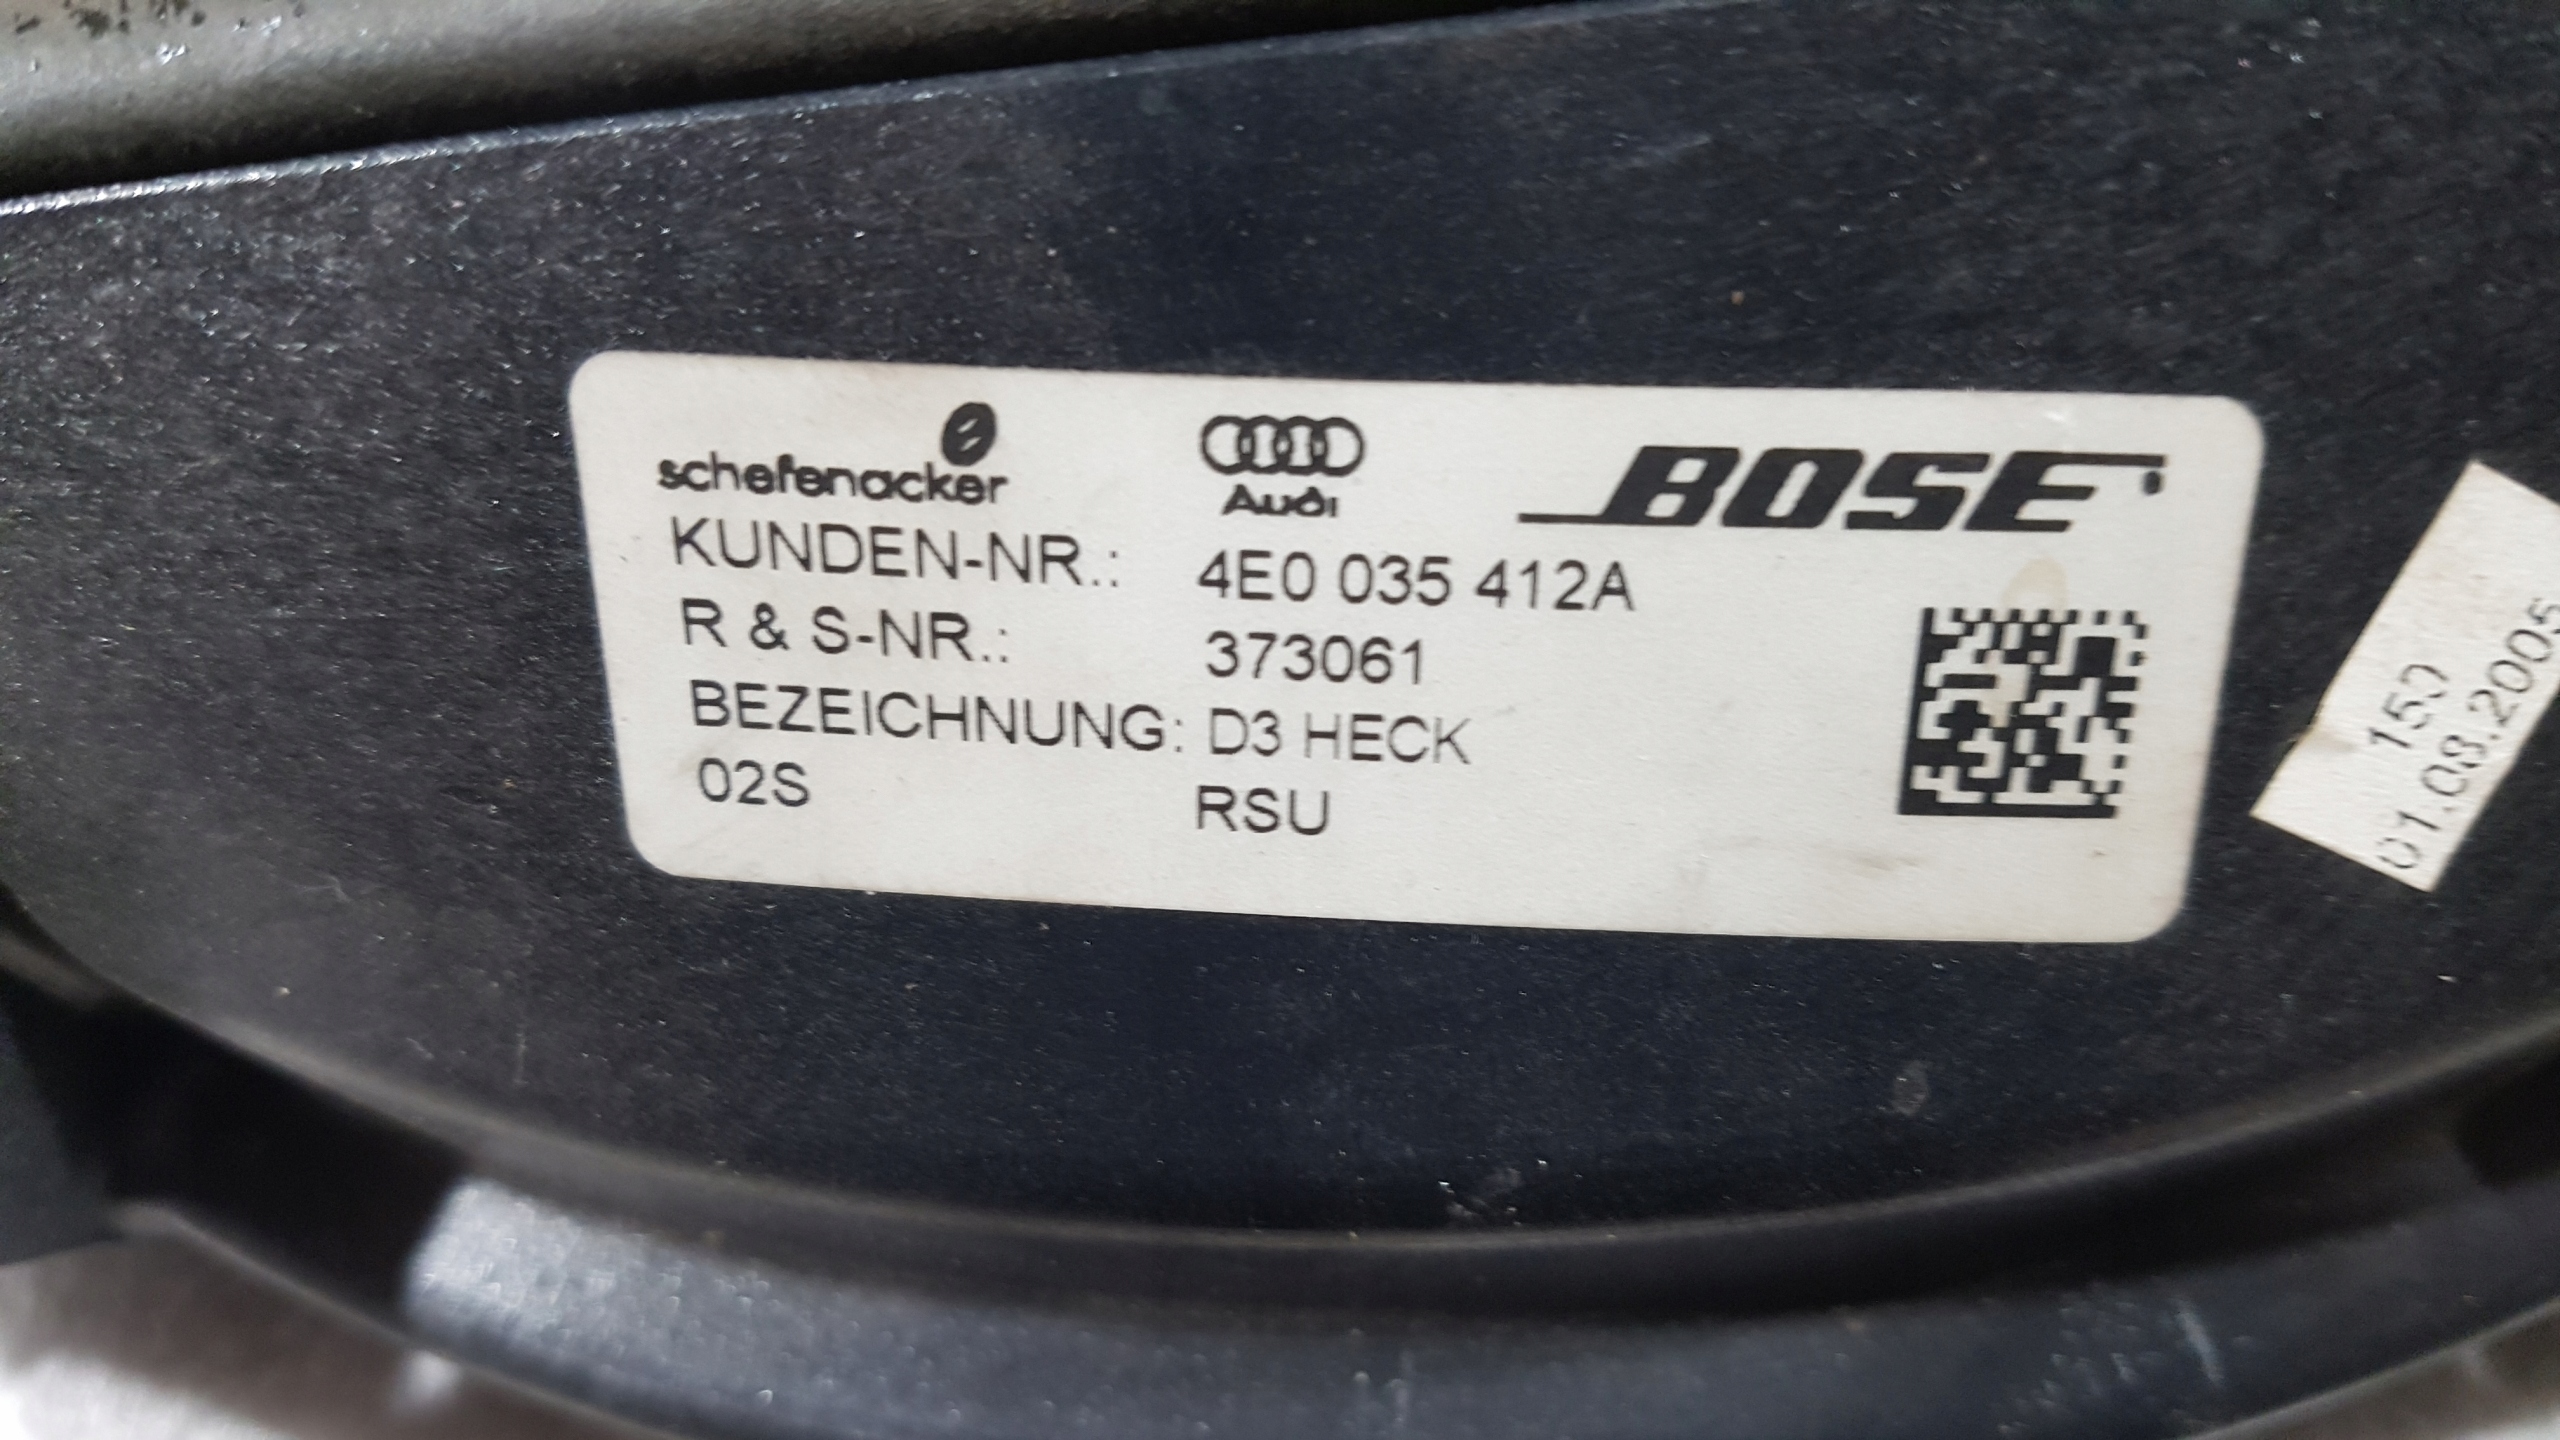 schefenacker
Audi
BOSE
KUNDEN-NR.: 4E0 035 412A
R & S-NR.: 373061
BEZEICHNUNG: D3 HECK
02S RSU
150
01.08.2005